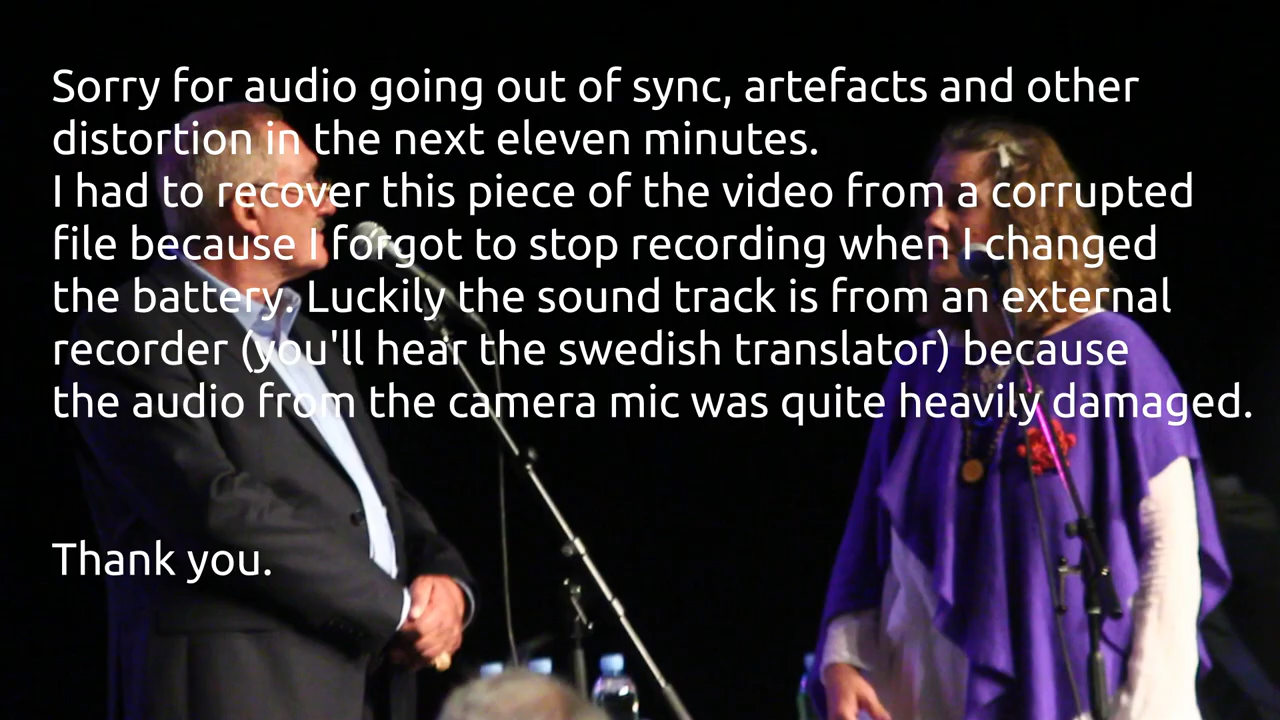 Sorry for audio going out of sync, artefacts and other
distortion in the next eleven minutes.
I had to recover this piece of the video from a corrupted
file because I forgot to stop recording when I changed
the battery. Luckily the sound track is from an external
recorder (you'll hear the swedish translator) because
the audio from the camera mic was quite heavily damaged.
Thank you.